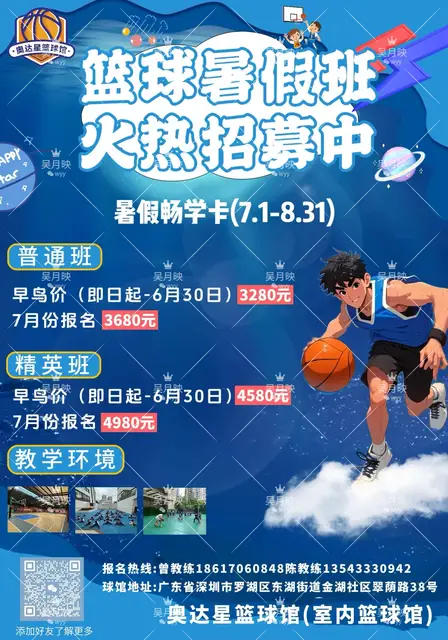 奥达星篮球馆
篮球暑假班
火热招募中
APPY
tar
暑假畅学卡(7.1-8.31)
普通班
早鸟价（即日起-6月30日）3280元
7月份报名 3680元
精英班
早鸟价（即日起-6月30日）4580元
7月份报名 4980元
教学环境
报名热线:曾教练18617060848陈教练13543330942
球馆地址:广东省深圳市罗湖区东湖街道金湖社区翠荫路38号
奥达星篮球馆(室内篮球馆)
添加好友了解更多
吴月映
wyy